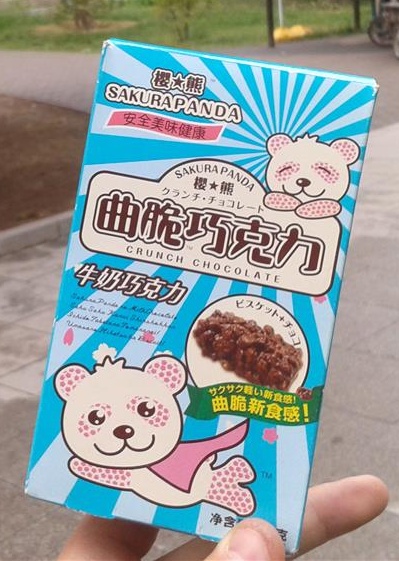 櫻★熊
SAKURAPANDA
安全美味健康
SAKURAPANDA
櫻★熊
クランチ・チョコレート
曲脆巧克力
CRUNCH CHOCOLATE
牛奶巧克力
ビスケット+チョコ
サクサク軽い新食感!
曲脆新食感!
TM
净含